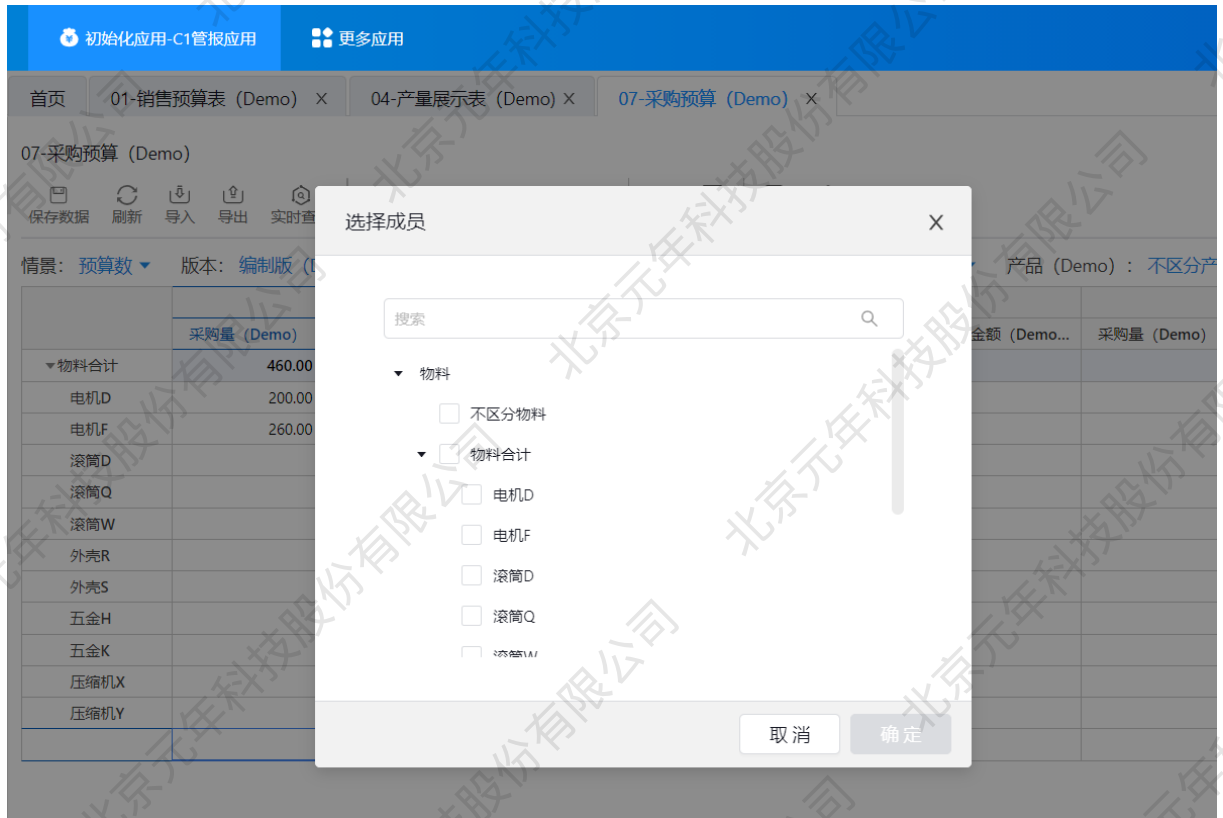 初始化应用-C1管报应用 更多应用
首页 01-销售预算表（Demo） X 04-产量展示表（Demo) X 07-采购预算（Demo） X
07-采购预算（Demo）
保存数据 刷新 导入 导出 实时查
情景： 预算数 版本： 编制版（D 产品（Demo）： 不区分产
采购量（Demo） 金额（Demo... 采购量（Demo）
物料合计 460.00
电机D 200.00
电机F 260.00
滚筒D
滚筒Q
滚筒W
外壳R
外壳S
五金H
五金K
压缩机X
压缩机Y
选择成员
搜索
物料
不区分物料
物料合计
电机D
电机F
滚筒D
滚筒Q
滚筒W
取消 确定
北京元年科技股份有限公司